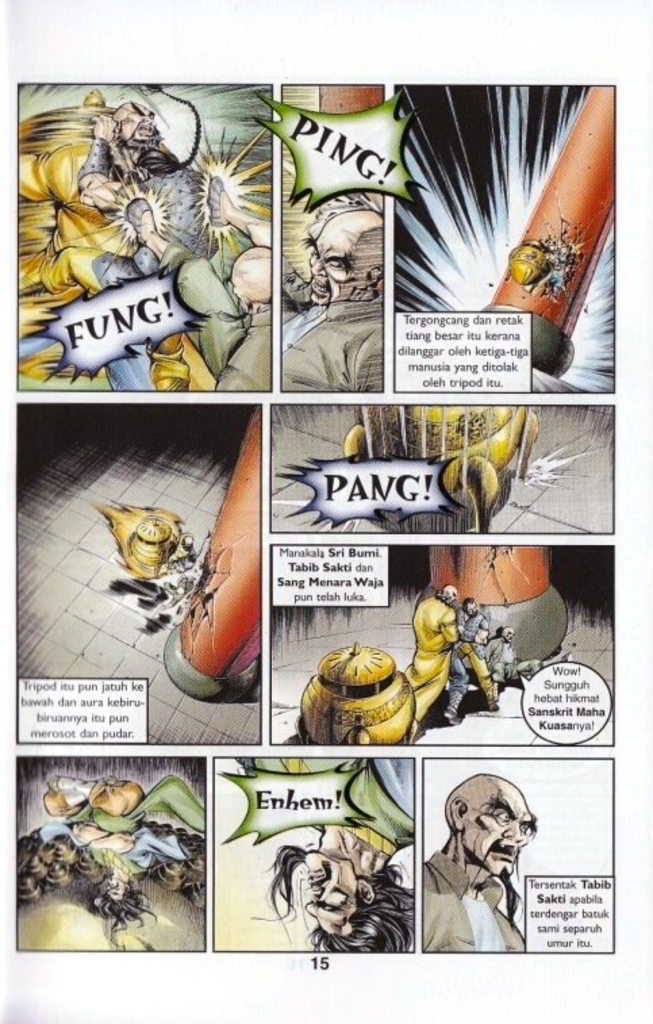 FUNG!
PING!
Tergongcang dan retak
tiang besar itu kerana
dilanggar oleh ketiga-tiga
manusia yang ditolak
oleh tripod itu.
Tripod itu pun jatuh ke
bawah dan aura kebiru-
biruannya itu pun
merosot dan pudar.
PANG!
Manakala Sri Bumi,
Tabib Sakti dan
Sang Menara Waja
pun telah luka.
Wow!
Sungguh
hebat hikmat
Sanskrit Maha
Kuasanya!
Enhem!
Tersentak Tabib
Sakti apabila
terdengar batuk
sami separuh
umur itu.
15